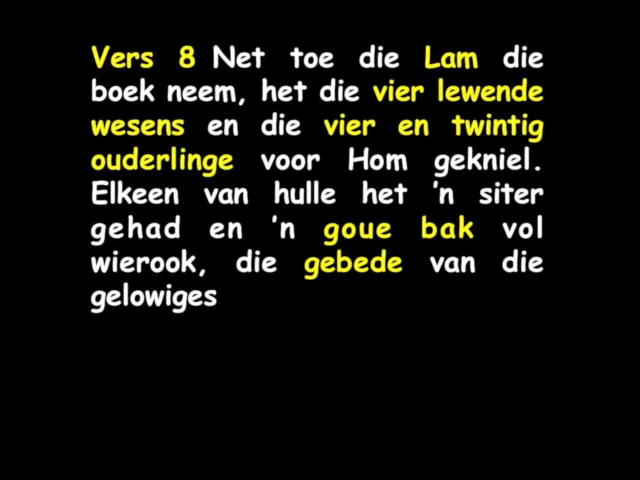 Vers 8 Net toe die Lam die
boek neem, het die vier lewende
wesens en die vier en twintig
ouderlinge voor Hom gekniel.
Elkeen van hulle het 'n siter
gehad en 'n goue bak vol
wierook, die gebede van die
gelowiges